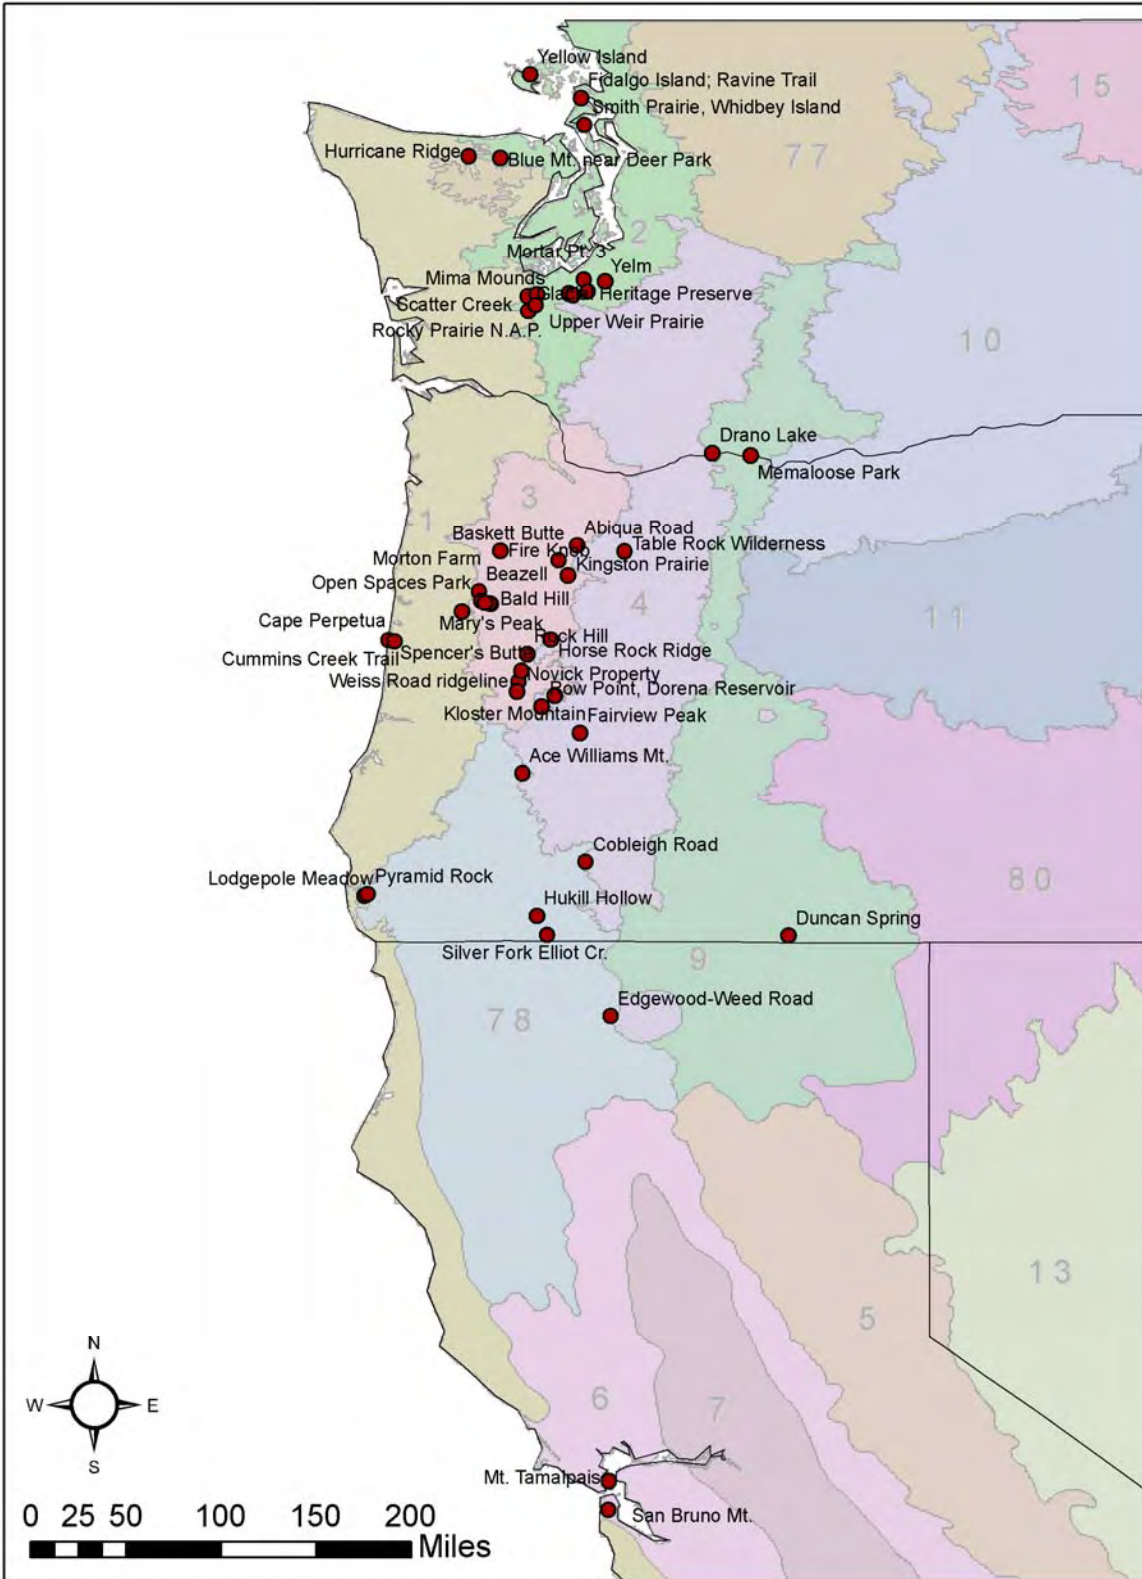 Yellow Island
Fidalgo Island; Ravine Trail
15
Smith Prairie, Whidbey Island
Hurricane Ridge
Blue Mt. near Deer Park
77
2
Mortar Pt. 3
Yelm
Mima Mounds
Glacial Heritage Preserve
Scatter Creek
Upper Weir Prairie
Rocky Prairie N.A.P.
10
Drano Lake
Memaloose Park
3
1
Baskett Butte
Abiqua Road
Fire Knob
Table Rock Wilderness
Morton Farm
Kingston Prairie
Open Spaces Park
Beazell
Bald Hill
4
11
Cape Perpetua
Mary's Peak
Rock Hill
Cummins Creek Trail
Spencer's Butte
Horse Rock Ridge
Weiss Road ridgeline
Novick Property
Row Point, Dorena Reservoir
Kloster Mountain
Fairview Peak
Ace Williams Mt.
Cobleigh Road
Lodgepole Meadow
Pyramid Rock
80
Hukill Hollow
Duncan Spring
Silver Fork Elliot Cr.
9
Edgewood-Weed Road
78
13
5
6
7
N
W
E
S
Mt. Tamalpais
San Bruno Mt.
0 25 50 100 150 200
Miles